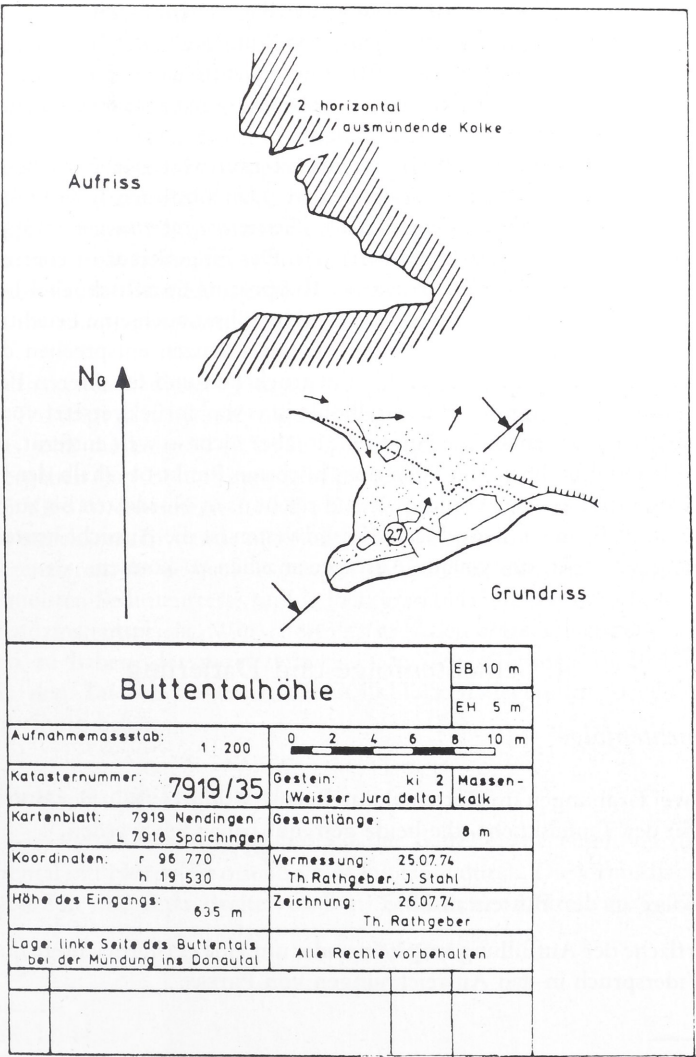 2 horizontal
ausmündende Kolke
Aufriss
NG
27
Grundriss
Buttentalhöhle
EB 10 m
EH 5 m
Aufnahmemassstab:
1 : 200
0 2 4 6 8 10 m
Katasternummer: 7919/35
Gestein: ki 2 Massen-
(Weisser Jura delta) kalk
Kartenblatt: 7919 Nendingen
L 7918 Spaichingen
Gesamtlänge:
8 m
Koordinaten: r 96 770
h 19 530
Vermessung: 25.07.74
Th. Rathgeber, J. Stahl
Höhe des Eingangs:
635 m
Zeichnung: 26.07.74
Th. Rathgeber
Lage: linke Seite des Buttentals
bei der Mündung ins Donautal
Alle Rechte vorbehalten